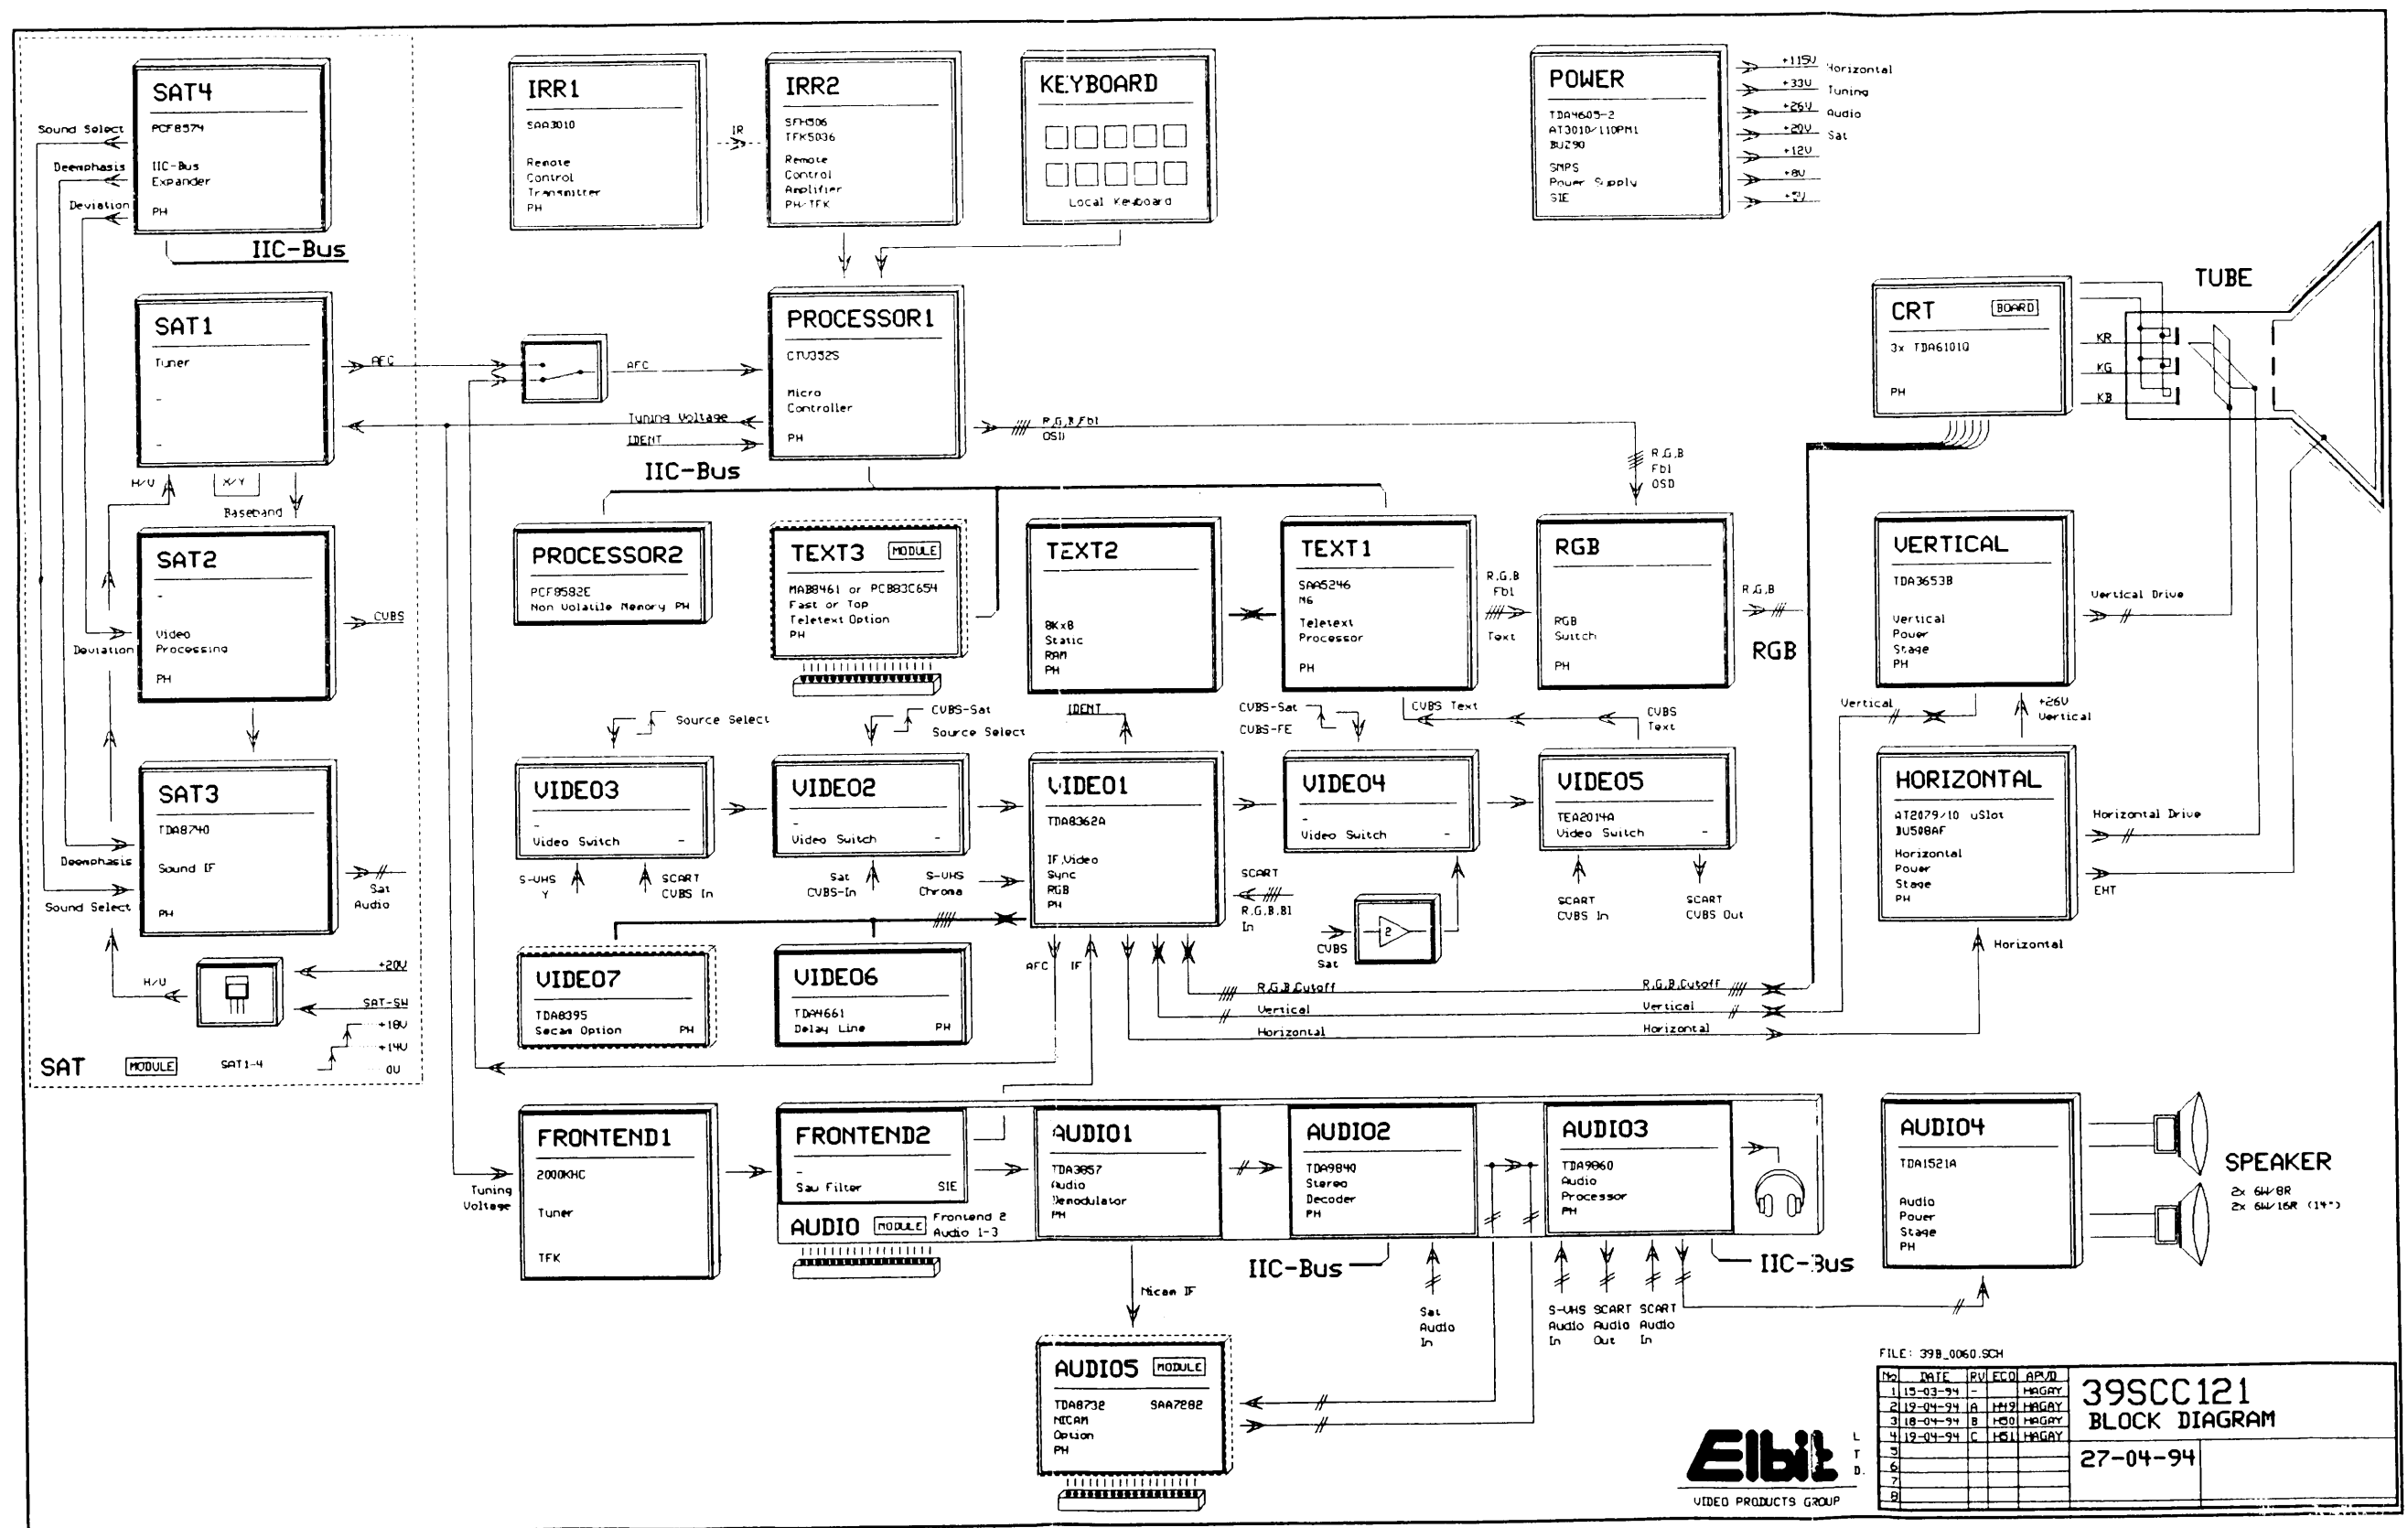 SAT4
PCF8574
IIC-Bus
Expander
PH
Sound Select
Deemphasis
Deviation
IIC-Bus
IRR1
SAA3010
Remote
Control
Transmitter
PH
IR
IRR2
SFH506
TFK5036
Remote
Control
Amplifier
PH/TFK
KEYBOARD
Local Keyboard
POWER
TDA4605-2
AT3010/110PM1
BUZ90
SMPS
Power Supply
SIE
+115V Horizontal
+33V Tuning
+26V Audio
+20V Sat
+12V
+8V
+5V
SAT1
Tuner
-
-
AFC
AFC
Tuning Voltage
IDENT
H/V
X/Y
Baseband
PROCESSOR1
CTV352S
Micro
Controller
PH
R,G,B,Fbl
OSD
IIC-Bus
R,G,B
Fbl
OSD
CRT
BOARD
3x TDA6101Q
PH
KR
KG
KB
TUBE
SAT2
-
Video
Processing
PH
CVBS
Deviation
PROCESSOR2
PCF8582E
Non Volatile Memory PH
TEXT3
MODULE
MAB8461 or PCB83C654
Fast or Top
Teletext Option
PH
TEXT2
8Kx8
Static
RAM
PH
TEXT1
SAA5246
M6
Teletext
Processor
PH
R,G,B
Fbl
Text
RGB
RGB
Switch
PH
R,G,B
RGB
VERTICAL
TDA3653B
Vertical
Power
Stage
PH
Vertical Drive
Vertical
+26V
Vertical
SAT3
TDA8740
Sound IF
PH
Deemphasis
Sound Select
Sat
Audio
Source Select
VIDEO3
-
Video Switch -
S-VHS
Y
SCART
CVBS In
CVBS-Sat
Source Select
VIDEO2
-
Video Switch -
Sat
CVBS-In
S-VHS
Chroma
IDENT
VIDEO1
TDA8362A
IF,Video
Sync
RGB
PH
SCART
R,G,B,Bl
In
CVBS-Sat
CVBS-FE
VIDEO4
-
Video Switch -
CVBS
Sat
2
CVBS Text
CVBS
Text
VIDEO5
TEA2014A
Video Switch -
SCART
CVBS In
SCART
CVBS Out
HORIZONTAL
AT2079/10 uSlot
BU508AF
Horizontal
Power
Stage
PH
Horizontal Drive
EHT
Horizontal
H/V
+20V
SAT-SW
+18V
+14V
0V
SAT
MODULE
SAT1-4
VIDEO7
TDA8395
Secam Option PH
VIDEO6
TDA4661
Delay Line PH
AFC
IF
R,G,B,Cutoff
Vertical
Horizontal
R,G,B,Cutoff
Vertical
Horizontal
Tuning
Voltage
FRONTEND1
2000KHC
Tuner
TFK
FRONTEND2
-
Saw Filter SIE
AUDIO
MODULE
Frontend 2
Audio 1-3
AUDIO1
TDA3857
Audio
Demodulator
PH
AUDIO2
TDA9840
Stereo
Decoder
PH
IIC-Bus
AUDIO3
TDA9860
Audio
Processor
PH
IIC-Bus
AUDIO4
TDA1521A
Audio
Power
Stage
PH
SPEAKER
2x 6W/8R
2x 6W/16R (14")
Nicam IF
Sat
Audio
In
S-VHS
Audio
In
SCART
Audio
Out
SCART
Audio
In
AUDIO5
MODULE
TDA8732 SAA7282
NICAM
Option
PH
FILE: 39B_0060.SCH
No DATE RV ECO APVD
1 15-03-94 - HAGAY
2 19-04-94 A H49 HAGAY
3 18-04-94 B H50 HAGAY
4 19-04-94 C H51 HAGAY
5
6
7
8
39SCC121
BLOCK DIAGRAM
27-04-94
Elbit
LTD.
VIDEO PRODUCTS GROUP